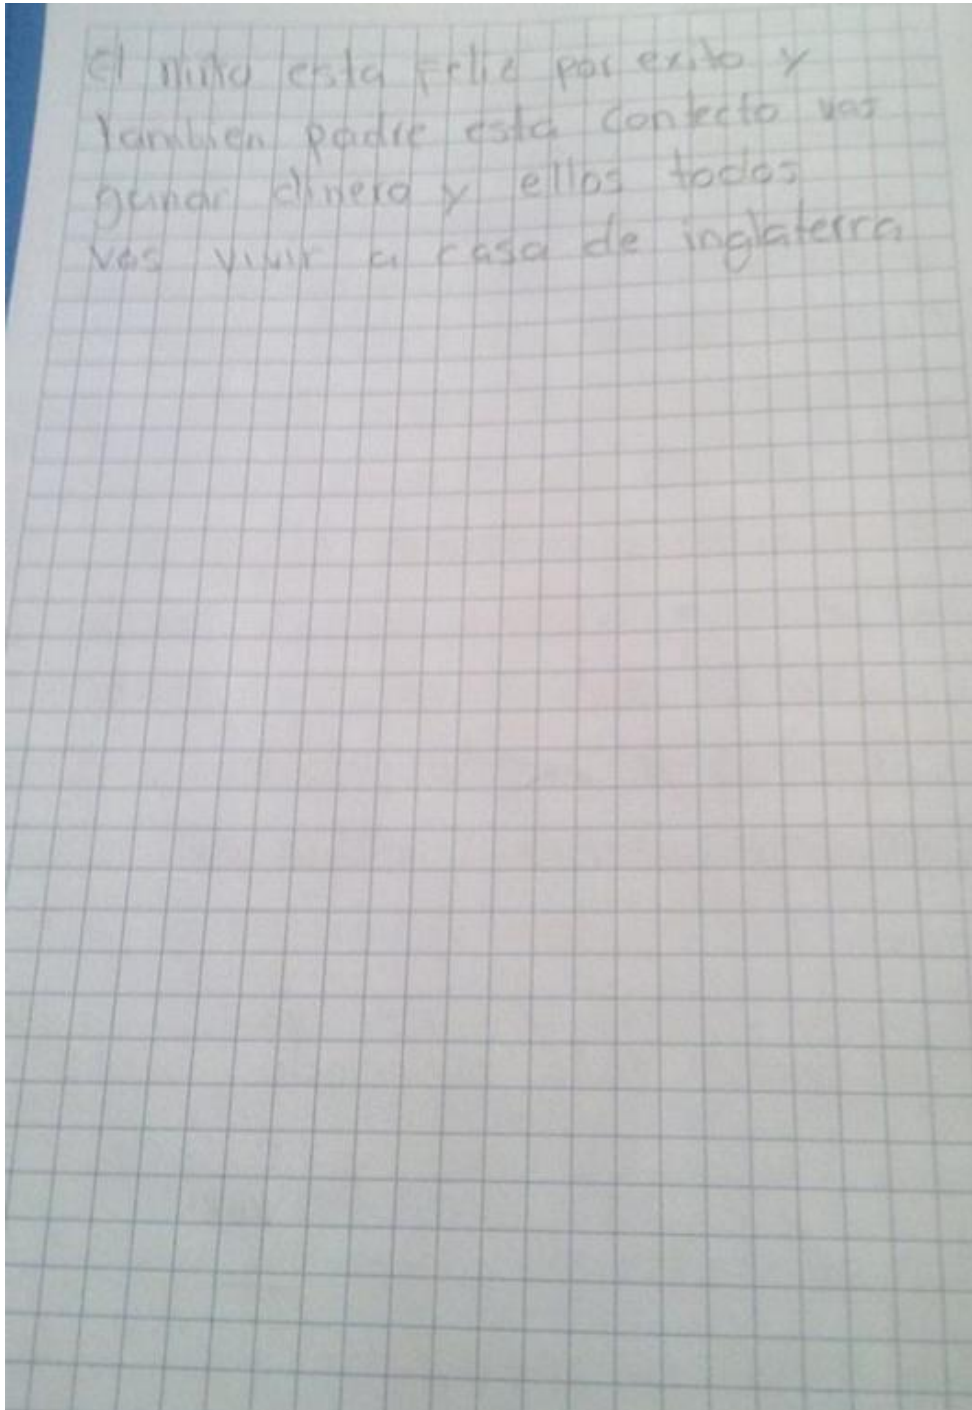 El niño esta felic por exito y
Tambien padre esta contecto vas
ganar dinero y ellos todos
vas vivir a casa de inglaterra